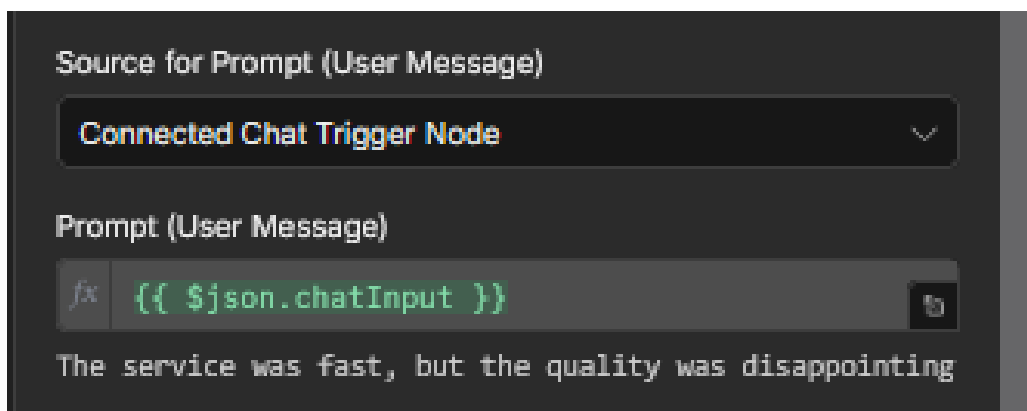 Source for Prompt (User Message)
Connected Chat Trigger Node
Prompt (User Message)
fx {{ $json.chatInput }}
The service was fast, but the quality was disappointing